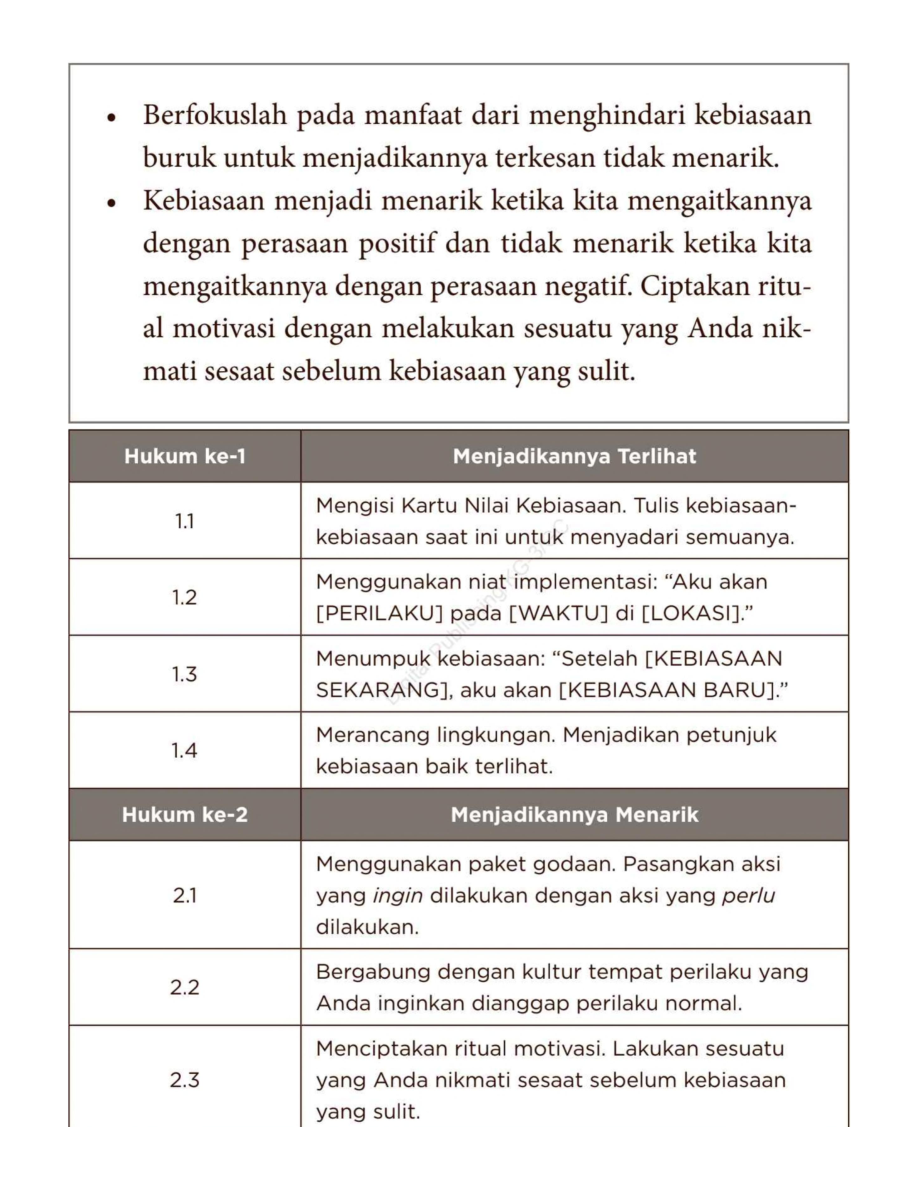 • Berfokuslah pada manfaat dari menghindari kebiasaan
buruk untuk menjadikannya terkesan tidak menarik.
• Kebiasaan menjadi menarik ketika kita mengaitkannya
dengan perasaan positif dan tidak menarik ketika kita
mengaitkannya dengan perasaan negatif. Ciptakan ritu-
al motivasi dengan melakukan sesuatu yang Anda nik-
mati sesaat sebelum kebiasaan yang sulit.
Hukum ke-1 Menjadikannya Terlihat
1.1 Mengisi Kartu Nilai Kebiasaan. Tulis kebiasaan-
kebiasaan saat ini untuk menyadari semuanya.
1.2 Menggunakan niat implementasi: “Aku akan
[PERILAKU] pada [WAKTU] di [LOKASI].”
1.3 Menumpuk kebiasaan: “Setelah [KEBIASAAN
SEKARANG], aku akan [KEBIASAAN BARU].”
1.4 Merancang lingkungan. Menjadikan petunjuk
kebiasaan baik terlihat.
Hukum ke-2 Menjadikannya Menarik
2.1 Menggunakan paket godaan. Pasangkan aksi
yang ingin dilakukan dengan aksi yang perlu
dilakukan.
2.2 Bergabung dengan kultur tempat perilaku yang
Anda inginkan dianggap perilaku normal.
2.3 Menciptakan ritual motivasi. Lakukan sesuatu
yang Anda nikmati sesaat sebelum kebiasaan
yang sulit.